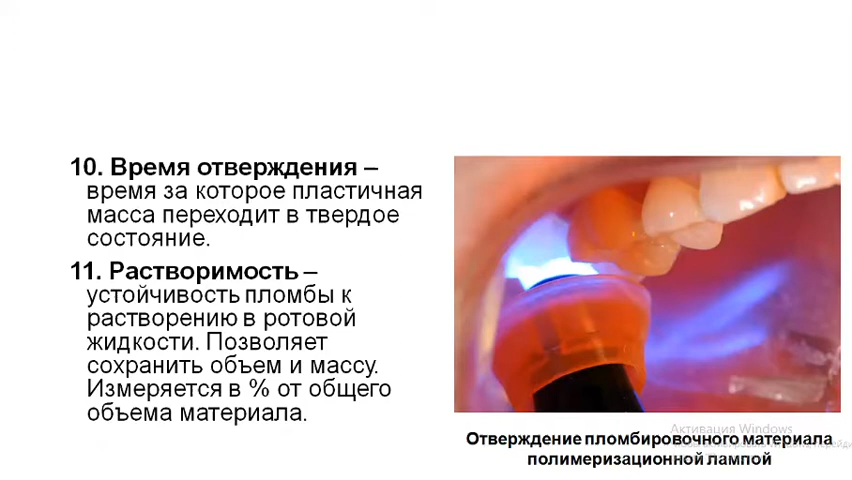 10. Время отверждения –
время за которое пластичная
масса переходит в твердое
состояние.
11. Растворимость –
устойчивость пломбы к
растворению в ротовой
жидкости. Позволяет
сохранить объем и массу.
Измеряется в % от общего
объема материала.
Активация Windows
Отверждение пломбировочного материала
полимеризационной лампой